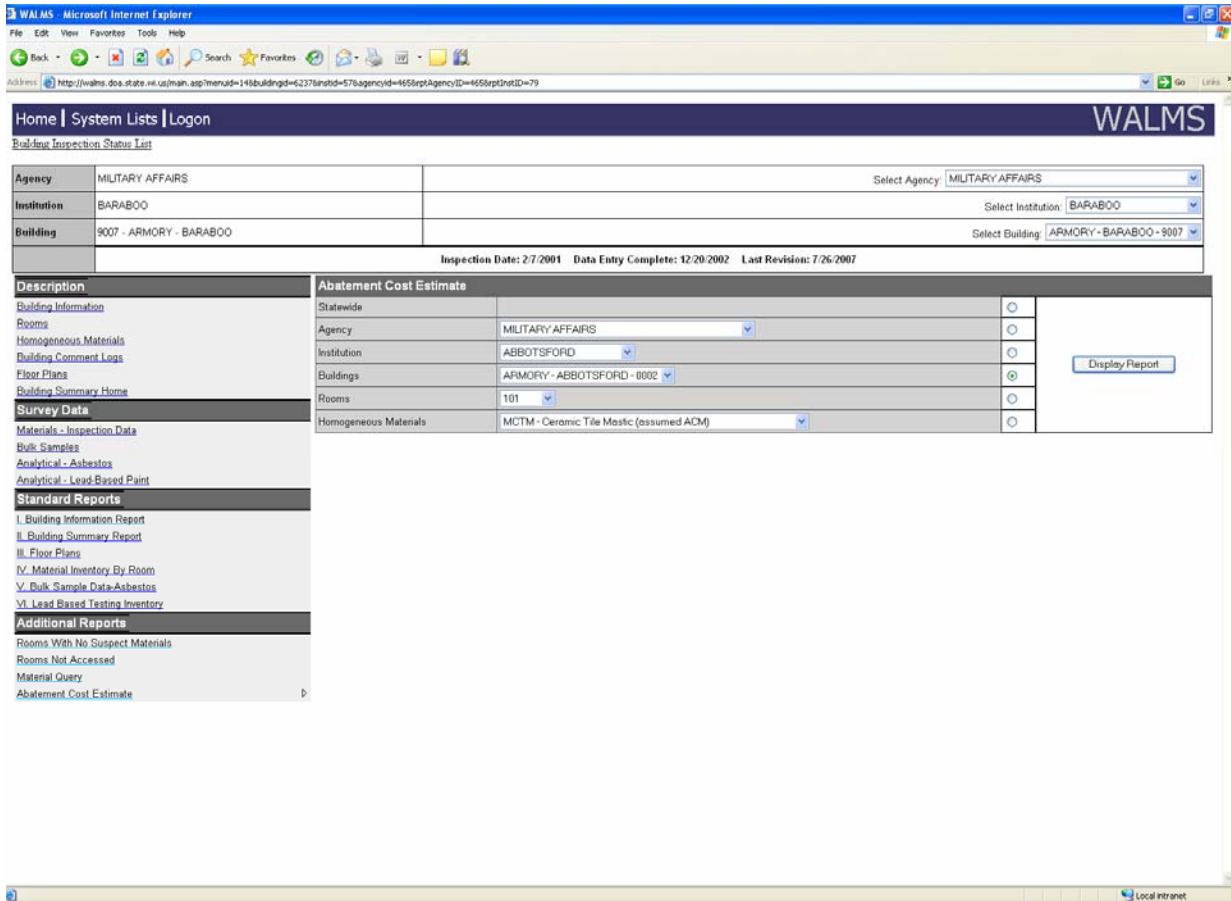 WALMS - Microsoft Internet Explorer
File Edit View Favorites Tools Help
Back Search Favorites
Address http://walms.doa.state.wi.us/main.asp?menuid=14&buildingid=6237&instid=57&agencyid=465&rptAgencyID=465&rptInstID=79 Go Links
Home | System Lists | Logon WALMS
Building Inspection Status List
Agency MILITARY AFFAIRS Select Agency: MILITARY AFFAIRS
Institution BARABOO Select Institution: BARABOO
Building 9007 - ARMORY - BARABOO Select Building: ARMORY - BARABOO - 9007
Inspection Date: 2/7/2001 Data Entry Complete: 12/20/2002 Last Revision: 7/26/2007
Description
Building Information
Rooms
Homogeneous Materials
Building Comment Logs
Floor Plans
Building Summary Home
Survey Data
Materials - Inspection Data
Bulk Samples
Analytical - Asbestos
Analytical - Lead-Based Paint
Standard Reports
I. Building Information Report
II. Building Summary Report
III. Floor Plans
IV. Material Inventory By Room
V. Bulk Sample Data-Asbestos
VI. Lead Based Testing Inventory
Additional Reports
Rooms With No Suspect Materials
Rooms Not Accessed
Material Query
Abatement Cost Estimate
Abatement Cost Estimate
Statewide
Agency MILITARY AFFAIRS
Institution ABBOTSFORD
Buildings ARMORY - ABBOTSFORD - 0002
Rooms 101
Homogeneous Materials MCTM - Ceramic Tile Mastic (assumed ACM)
Display Report
Local intranet